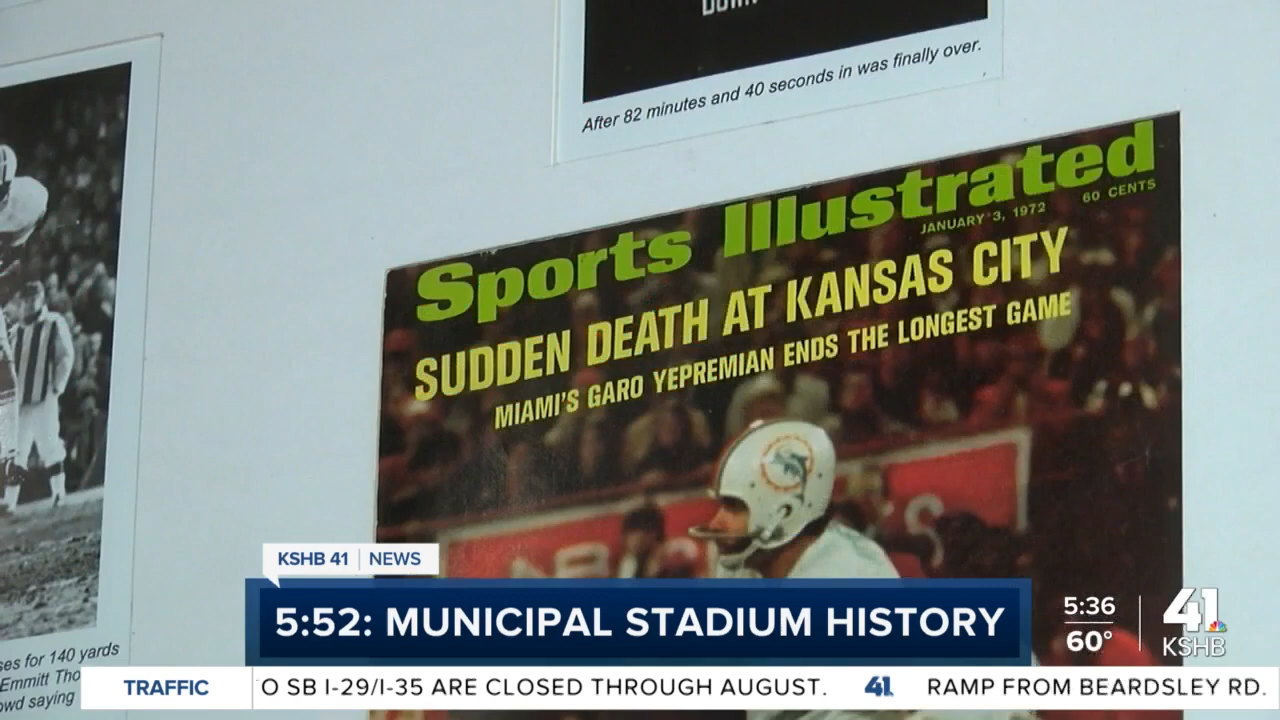 After 82 minutes and 40 seconds in was finally over.
Sports Illustrated
JANUARY 3, 1972 60 CENTS
SUDDEN DEATH AT KANSAS CITY
MIAMI'S GARO YEPREMIAN ENDS THE LONGEST GAME
for 140 yards
Emmitt
saying
KSHB 41 | NEWS
5:52: MUNICIPAL STADIUM HISTORY
5:36
60°
41
KSHB
TRAFFIC
O SB I-29/I-35 ARE CLOSED THROUGH AUGUST. 41 RAMP FROM BEARDSLEY RD.